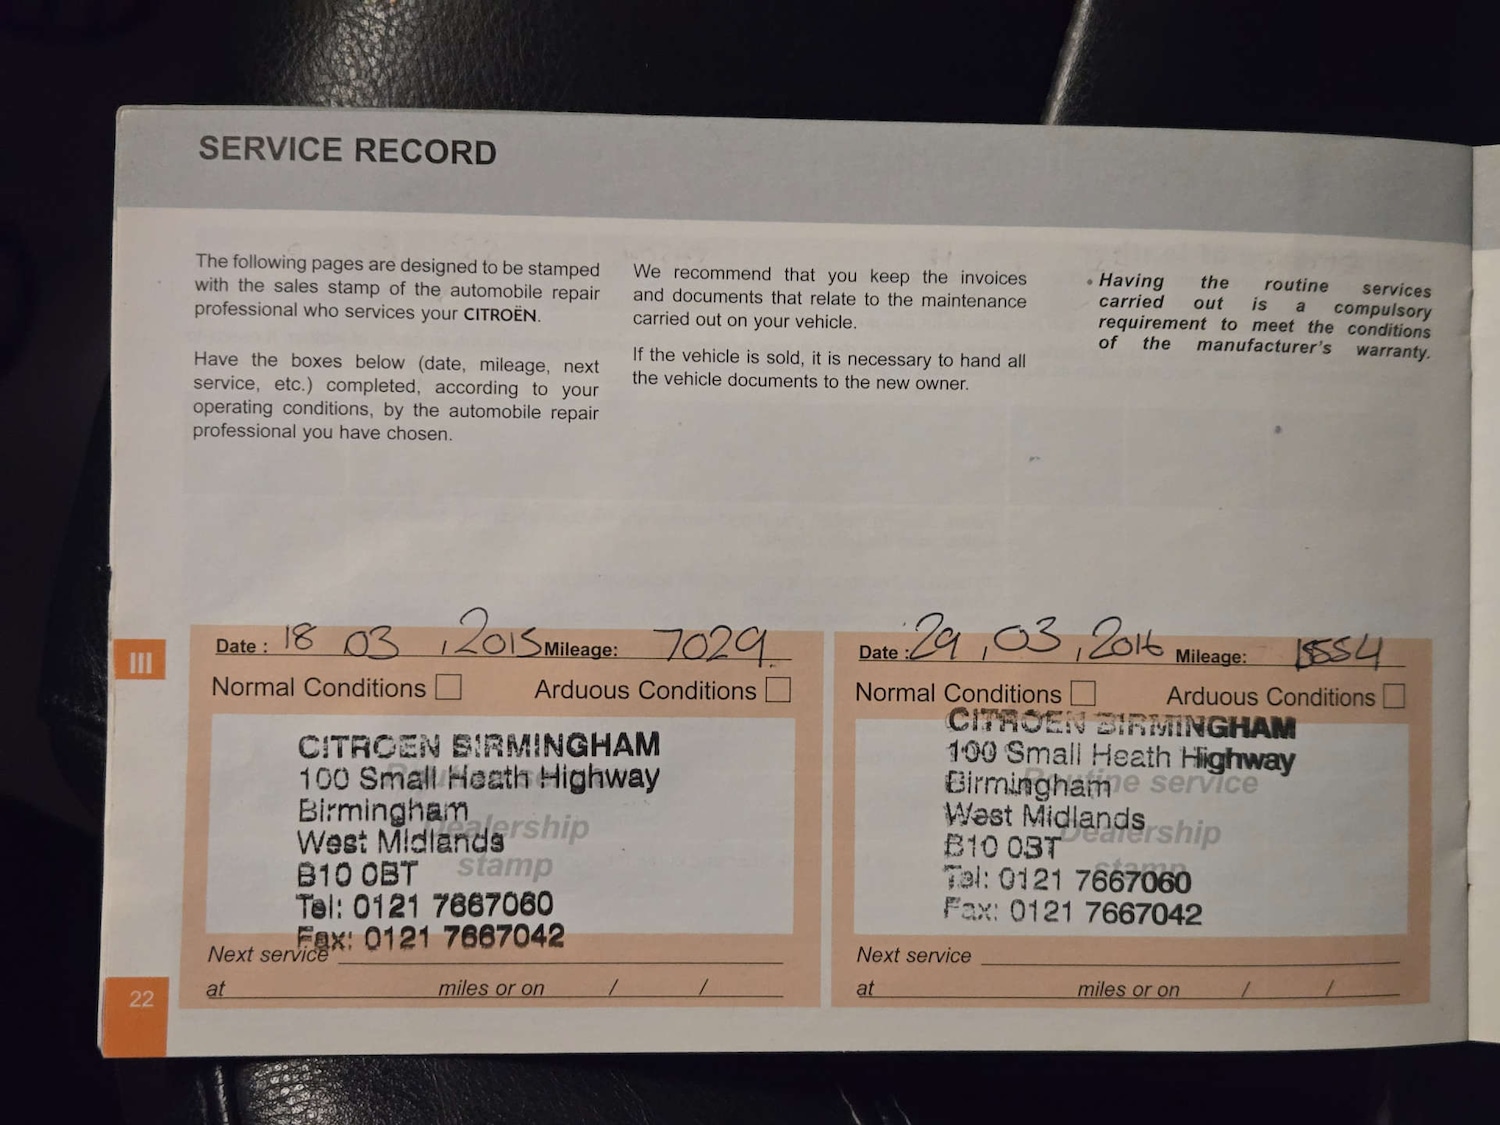 SERVICE RECORD
The following pages are designed to be stamped
with the sales stamp of the automobile repair
professional who services your CITROËN.
Have the boxes below (date, mileage, next
service, etc.) completed, according to your
operating conditions, by the automobile repair
professional you have chosen.
We recommend that you keep the invoices
and documents that relate to the maintenance
carried out on your vehicle.
If the vehicle is sold, it is necessary to hand all
the vehicle documents to the new owner.
Having the routine services
carried out is a compulsory
requirement to meet the conditions
of the manufacturer's warranty.
III
Date : 18 03 , 2015 Mileage: 7029
Normal Conditions Arduous Conditions
CITROEN BIRMINGHAM
100 Small Heath Highway
Birmingham
West Midlands
B10 0BT
Tel: 0121 7667060
Fax: 0121 7667042
Dealership
stamp
Next service
at miles or on / /
Date : 29 , 03 , 2016 Mileage: 15554
Normal Conditions Arduous Conditions
CITROEN BIRMINGHAM
100 Small Heath Highway
Birmingham
West Midlands
B10 0BT
Tel: 0121 7667060
Fax: 0121 7667042
Routine service
Dealership
stamp
Next service
at miles or on / /
22